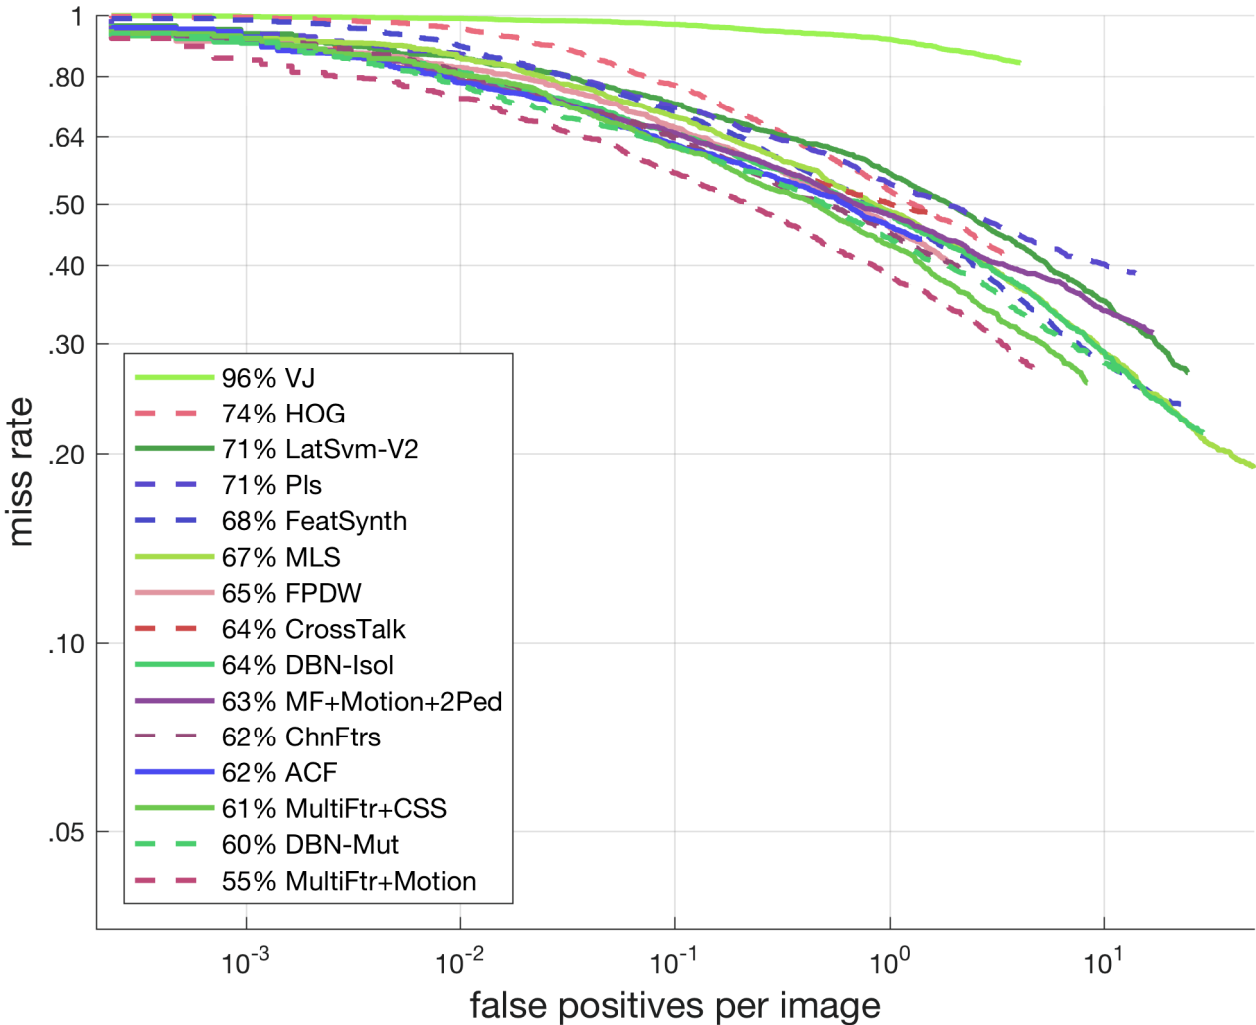 1
.80
.64
.50
.40
.30
.20
.10
.05
miss rate
96% VJ
74% HOG
71% LatSvm-V2
71% Pls
68% FeatSynth
67% MLS
65% FPDW
64% CrossTalk
64% DBN-Isol
63% MF+Motion+2Ped
62% ChnFtrs
62% ACF
61% MultiFtr+CSS
60% DBN-Mut
55% MultiFtr+Motion
10^-3 10^-2 10^-1 10^0 10^1
false positives per image